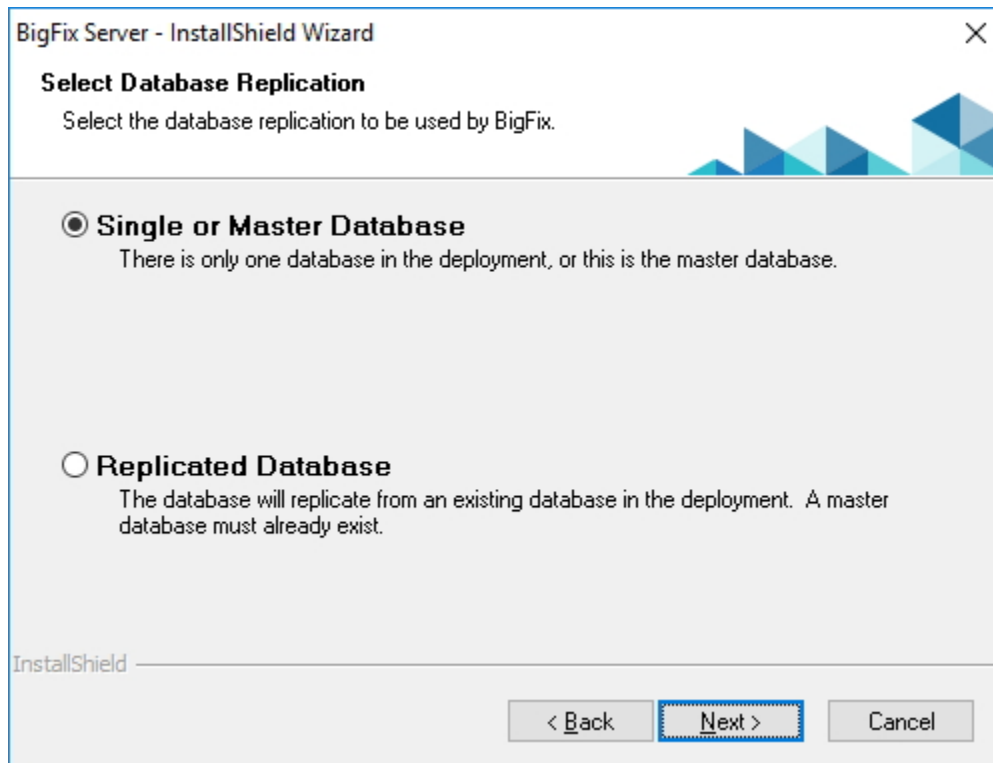 BigFix Server - InstallShield Wizard
Select Database Replication
Select the database replication to be used by BigFix.
Single or Master Database
There is only one database in the deployment, or this is the master database.
Replicated Database
The database will replicate from an existing database in the deployment.  A master
database must already exist.
InstallShield
< Back
Next >
Cancel